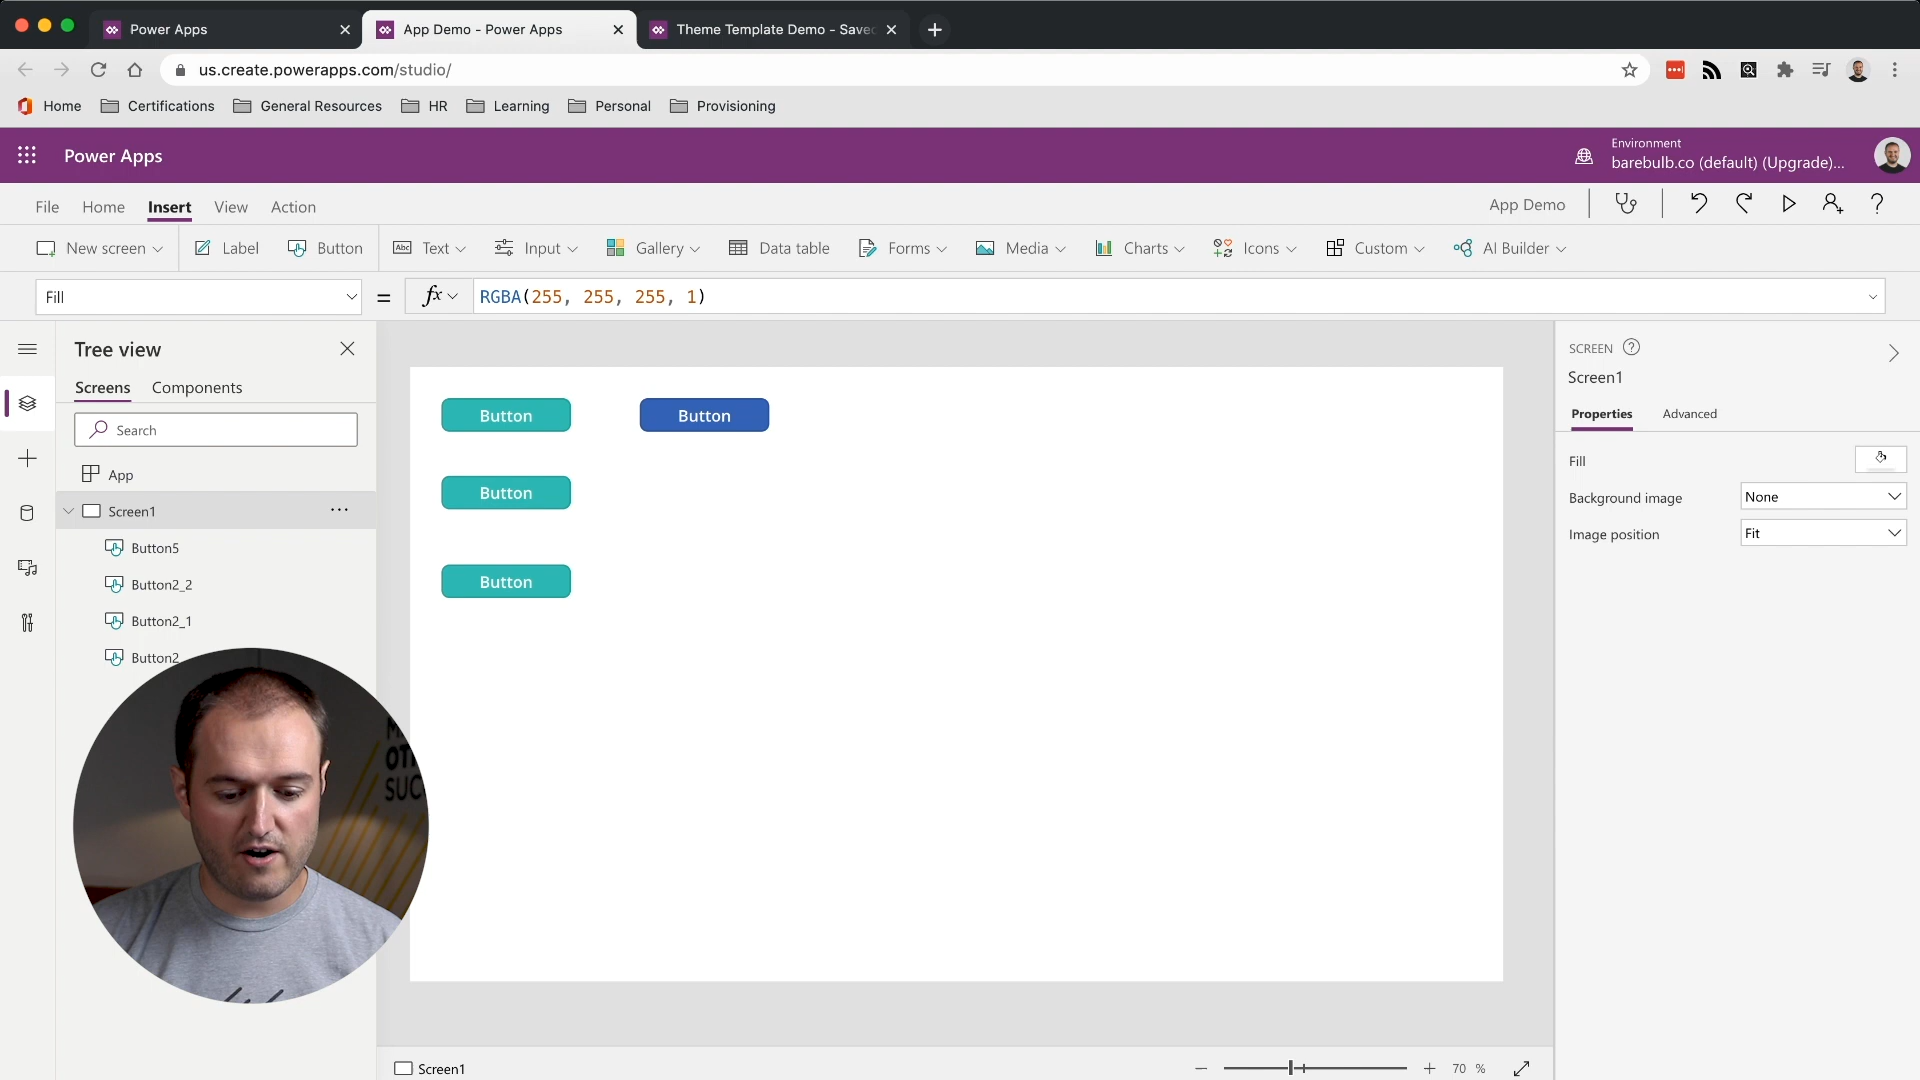 Power Apps
App Demo - Power Apps
Theme Template Demo - Saved
us.create.powerapps.com/studio/
Home Certifications General Resources HR Learning Personal Provisioning
Power Apps
Environment
barebulb.co (default) (Upgrade)...
File Home Insert View Action
App Demo
New screen Label Button Text Input Gallery Data table Forms Media Charts Icons Custom AI Builder
Fill = fx RGBA(255, 255, 255, 1)
Tree view
Screens Components
Search
App
Screen1
Button5
Button2_2
Button2_1
Button2
Button Button
Button
Button
SCREEN
Screen1
Properties Advanced
Fill
Background image None
Image position Fit
Screen1
70 %